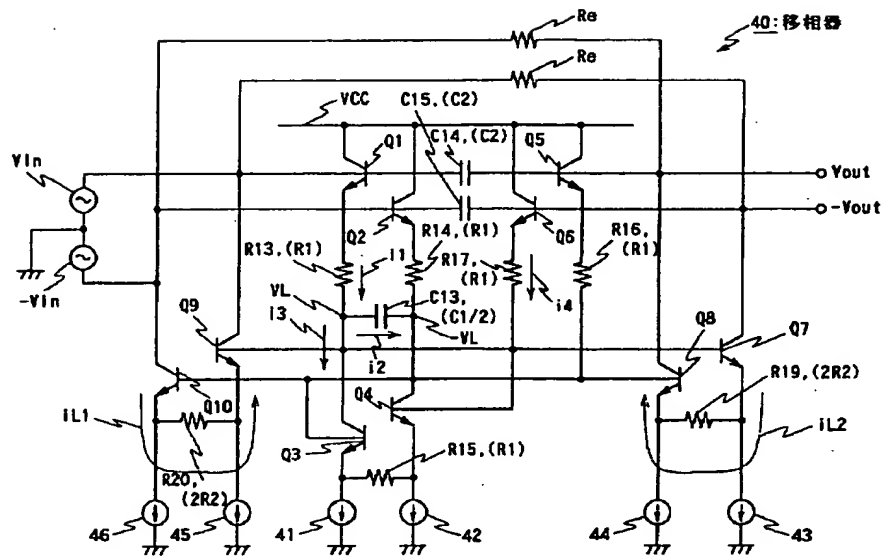 Re
40:移相器
Re
VCC
C15,(C2)
C14,(C2)
Q1
Q5
Vin
Vout
-Vout
Q2
R14,(R1)
Q6
R16,
(R1)
R13,(R1)
i1
R17,
(R1)
-Vin
VL
C13,
(C1/2)
i4
Q9
i3
-VL
Q8
Q7
i2
R19,(2R2)
Q10
Q4
iL1
iL2
Q3
R15,(R1)
R20,
(2R2)
46
45
41
42
44
43